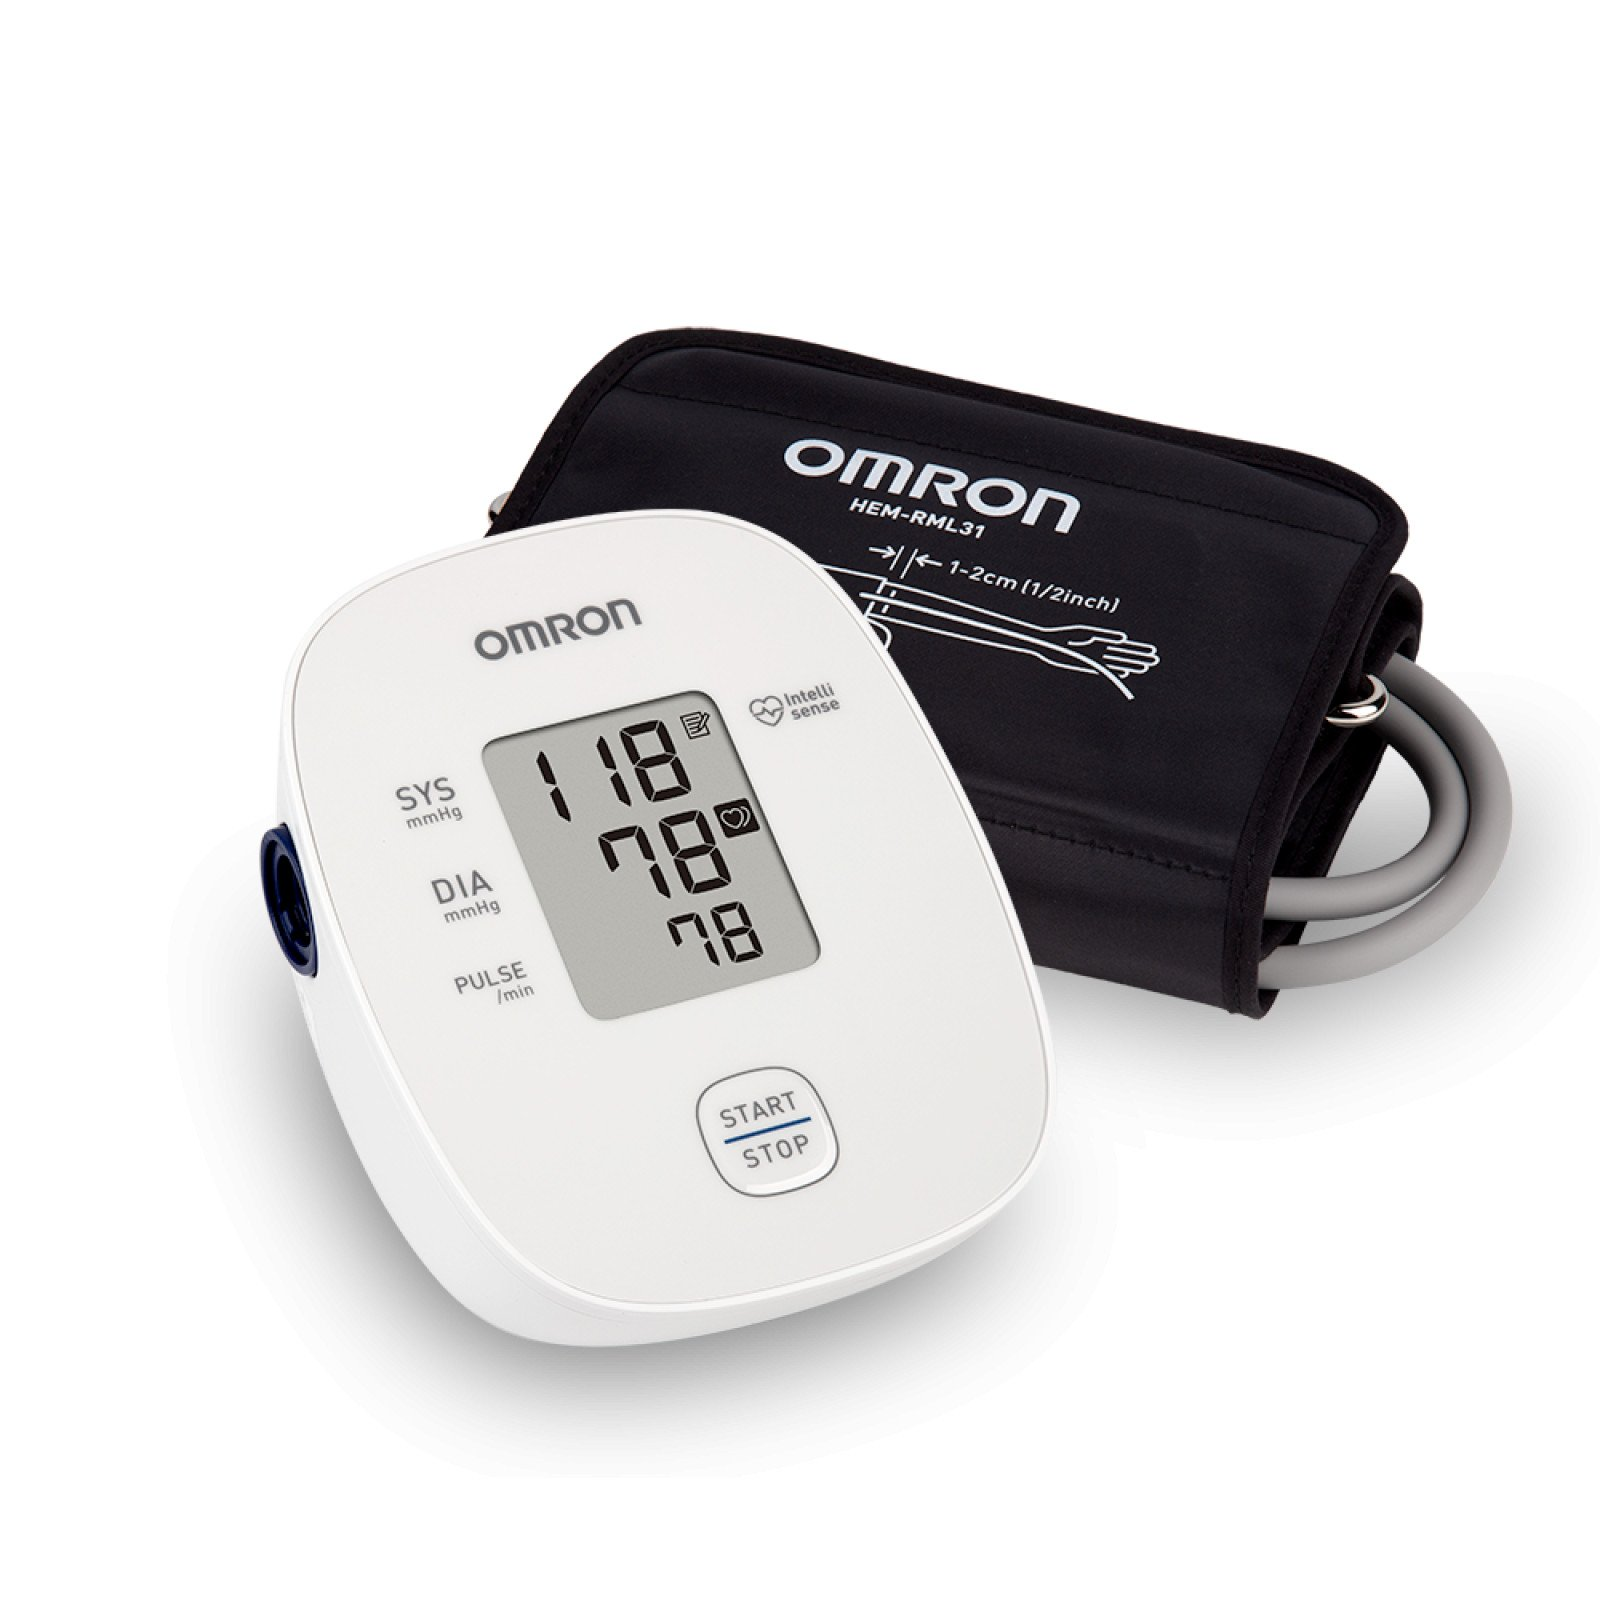 OMRON
HEM-RML31
1-2cm (1/2inch)
OMRON
Intelli
sense
118
SYS
mmHg
78
DIA
mmHg
78
PULSE
/min
START
STOP